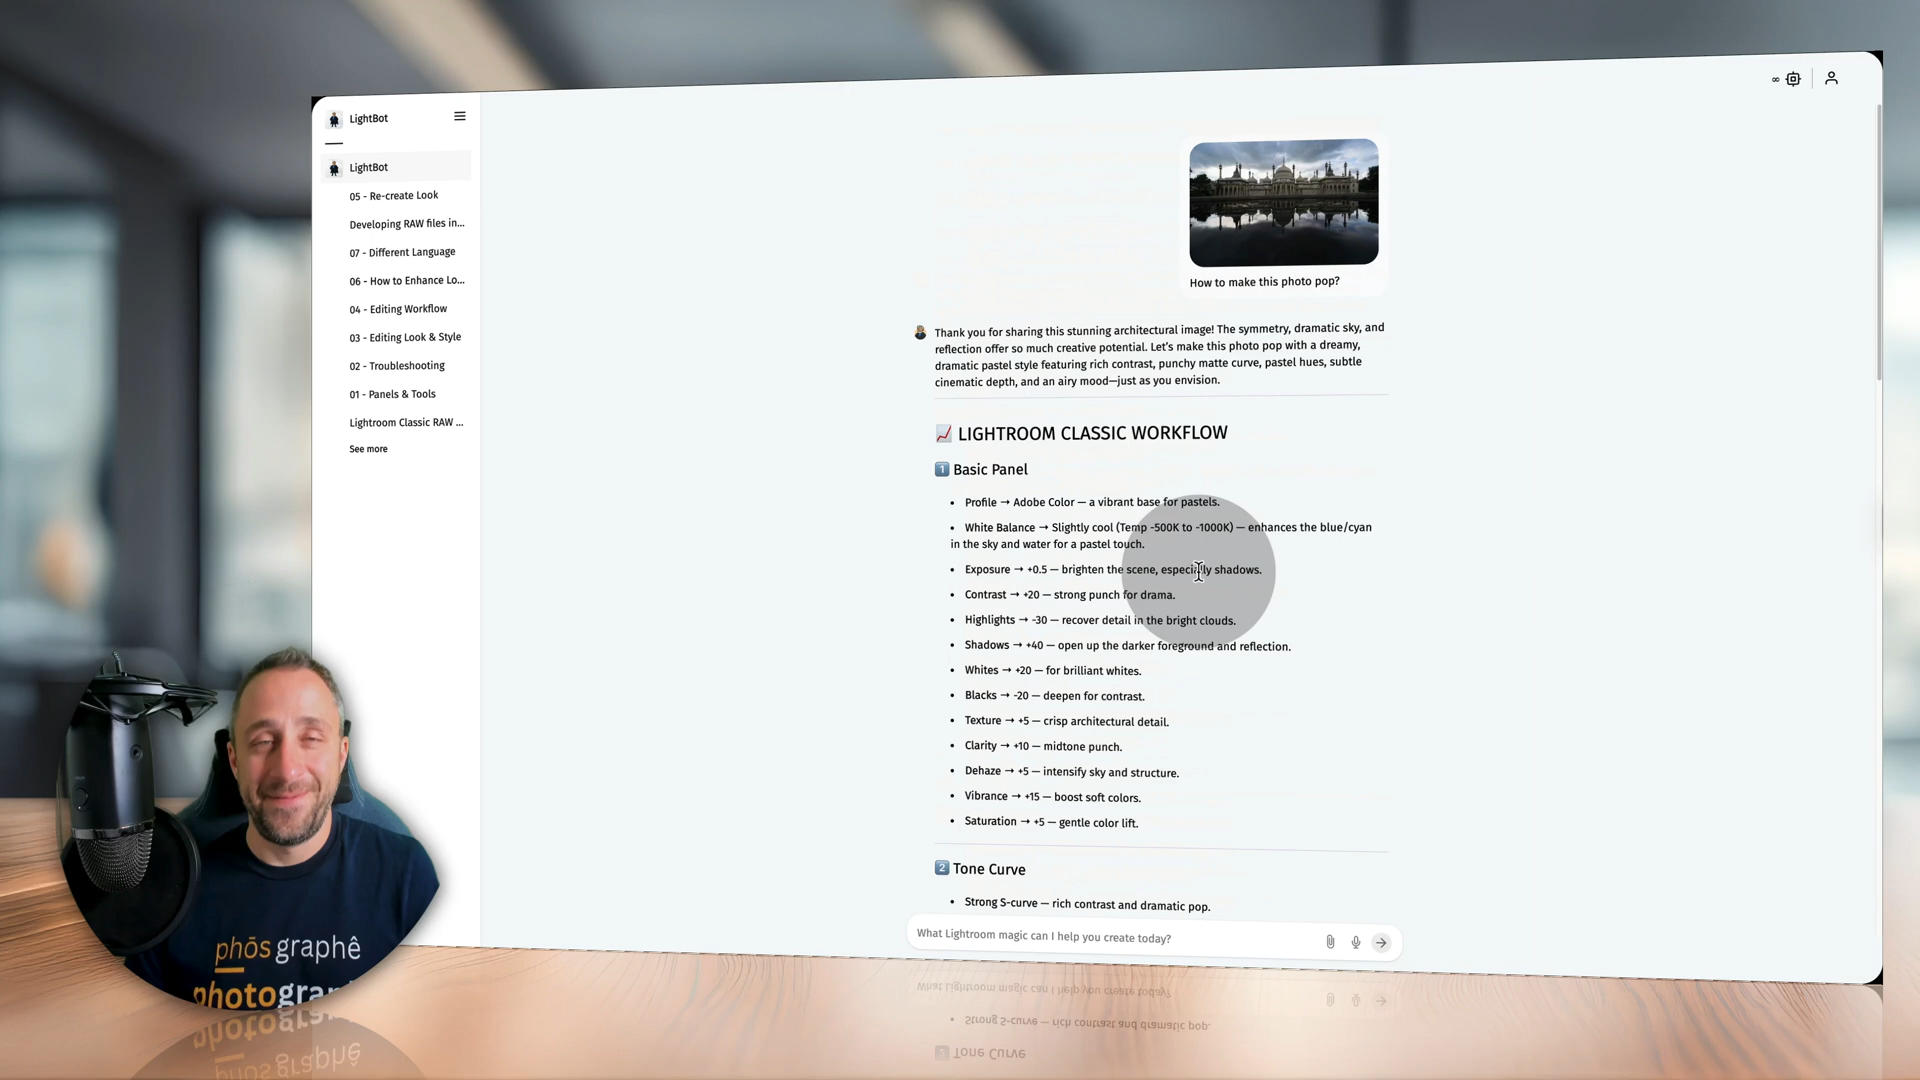 LightBot
LightBot
05 - Re-create Look
Developing RAW files in...
07 - Different Language
06 - How to Enhance Lo...
04 - Editing Workflow
03 - Editing Look & Style
02 - Troubleshooting
01 - Panels & Tools
Lightroom Classic RAW ...
See more
∞
How to make this photo pop?
Thank you for sharing this stunning architectural image! The symmetry, dramatic sky, and
reflection offer so much creative potential. Let's make this photo pop with a dreamy,
dramatic pastel style featuring rich contrast, punchy matte curve, pastel hues, subtle
cinematic depth, and an airy mood—just as you envision.
📈 LIGHTROOM CLASSIC WORKFLOW
1️⃣ Basic Panel
• Profile → Adobe Color — a vibrant base for pastels.
• White Balance → Slightly cool (Temp -500K to -1000K) — enhances the blue/cyan
in the sky and water for a pastel touch.
• Exposure → +0.5 — brighten the scene, especially shadows.
• Contrast → +20 — strong punch for drama.
• Highlights → -30 — recover detail in the bright clouds.
• Shadows → +40 — open up the darker foreground and reflection.
• Whites → +20 — for brilliant whites.
• Blacks → -20 — deepen for contrast.
• Texture → +5 — crisp architectural detail.
• Clarity → +10 — midtone punch.
• Dehaze → +5 — intensify sky and structure.
• Vibrance → +15 — boost soft colors.
• Saturation → +5 — gentle color lift.
2️⃣ Tone Curve
• Strong S-curve — rich contrast and dramatic pop.
What Lightroom magic can I help you create today?
phōs graphê
photogra